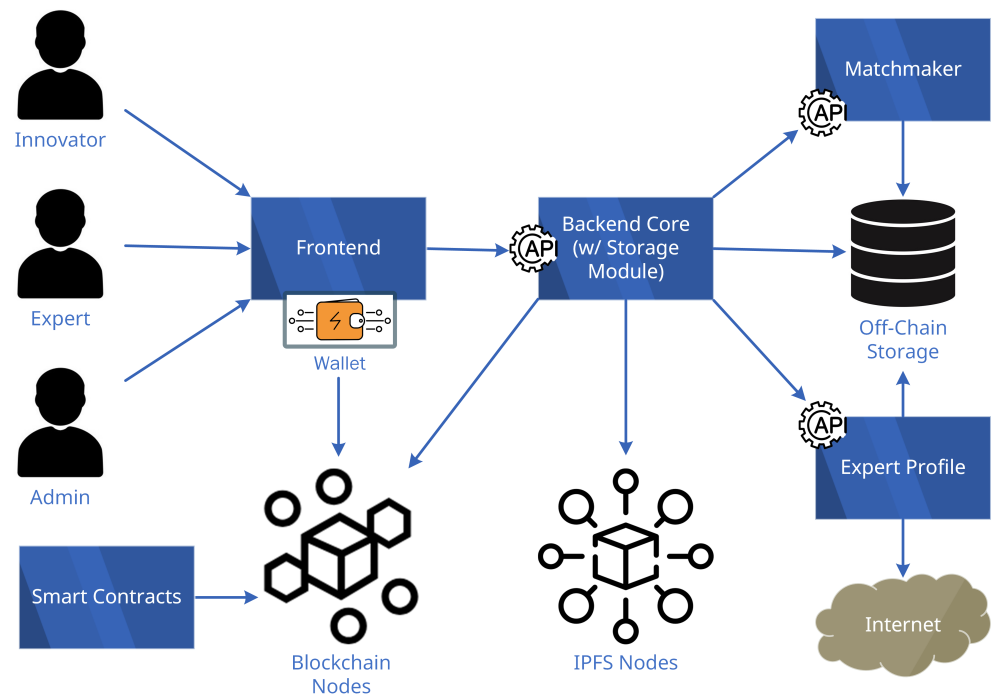 Innovator
Expert
Admin
Smart Contracts
Frontend
Wallet
Blockchain
Nodes
API
Backend Core
(w/ Storage
Module)
IPFS Nodes
Matchmaker
API
Off-Chain
Storage
API
Expert Profile
Internet